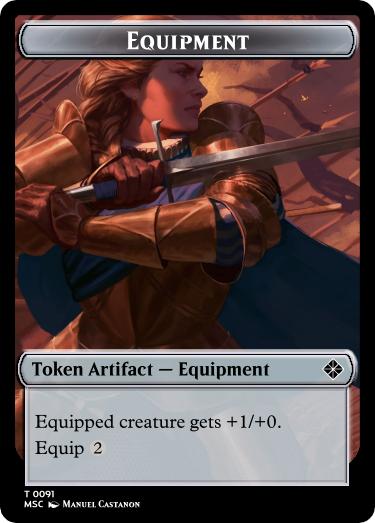 EQUIPMENT
Token Artifact — Equipment
Equipped creature gets +1/+0.
Equip 2
T 0091
MSC MANUEL CASTANON